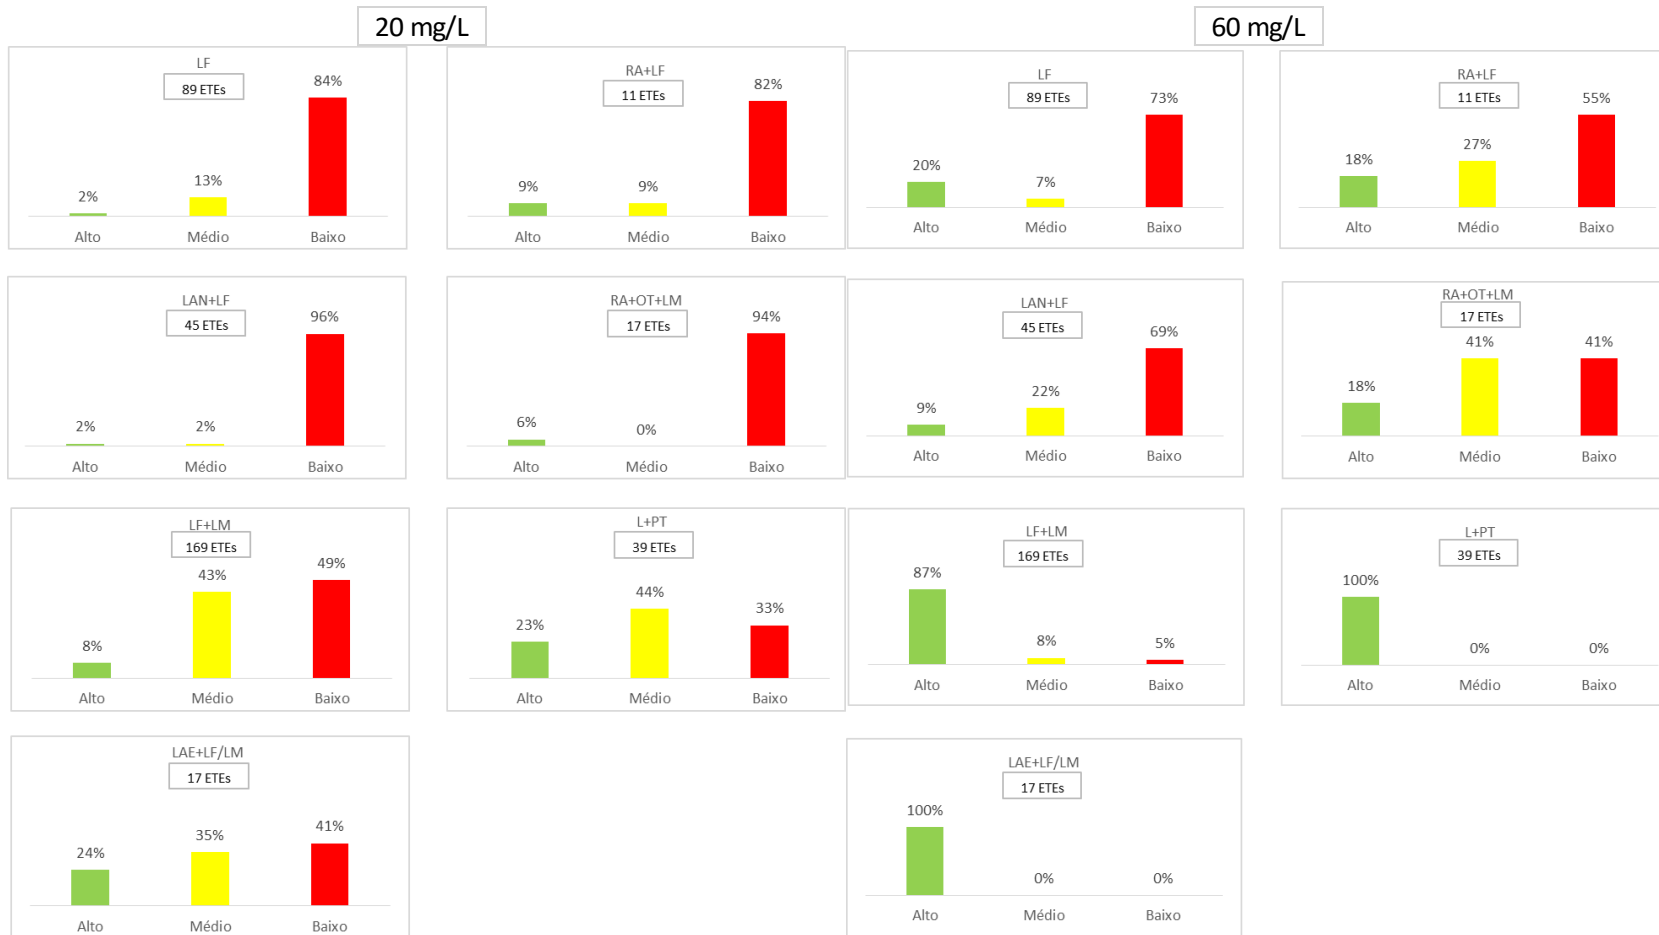 20 mg/L
60 mg/L
LF
89 ETEs
2%
13%
84%
Alto
Médio
Baixo
RA+LF
11 ETEs
9%
9%
82%
Alto
Médio
Baixo
LF
89 ETEs
20%
7%
73%
Alto
Médio
Baixo
RA+LF
11 ETEs
18%
27%
55%
Alto
Médio
Baixo
LAN+LF
45 ETEs
2%
2%
96%
Alto
Médio
Baixo
RA+OT+LM
17 ETEs
6%
0%
94%
Alto
Médio
Baixo
LAN+LF
45 ETEs
9%
22%
69%
Alto
Médio
Baixo
RA+OT+LM
17 ETEs
18%
41%
41%
Alto
Médio
Baixo
LF+LM
169 ETEs
8%
43%
49%
Alto
Médio
Baixo
L+PT
39 ETEs
23%
44%
33%
Alto
Médio
Baixo
LF+LM
169 ETEs
87%
8%
5%
Alto
Médio
Baixo
L+PT
39 ETEs
100%
0%
0%
Alto
Médio
Baixo
LAE+LF/LM
17 ETEs
24%
35%
41%
Alto
Médio
Baixo
LAE+LF/LM
17 ETEs
100%
0%
0%
Alto
Médio
Baixo